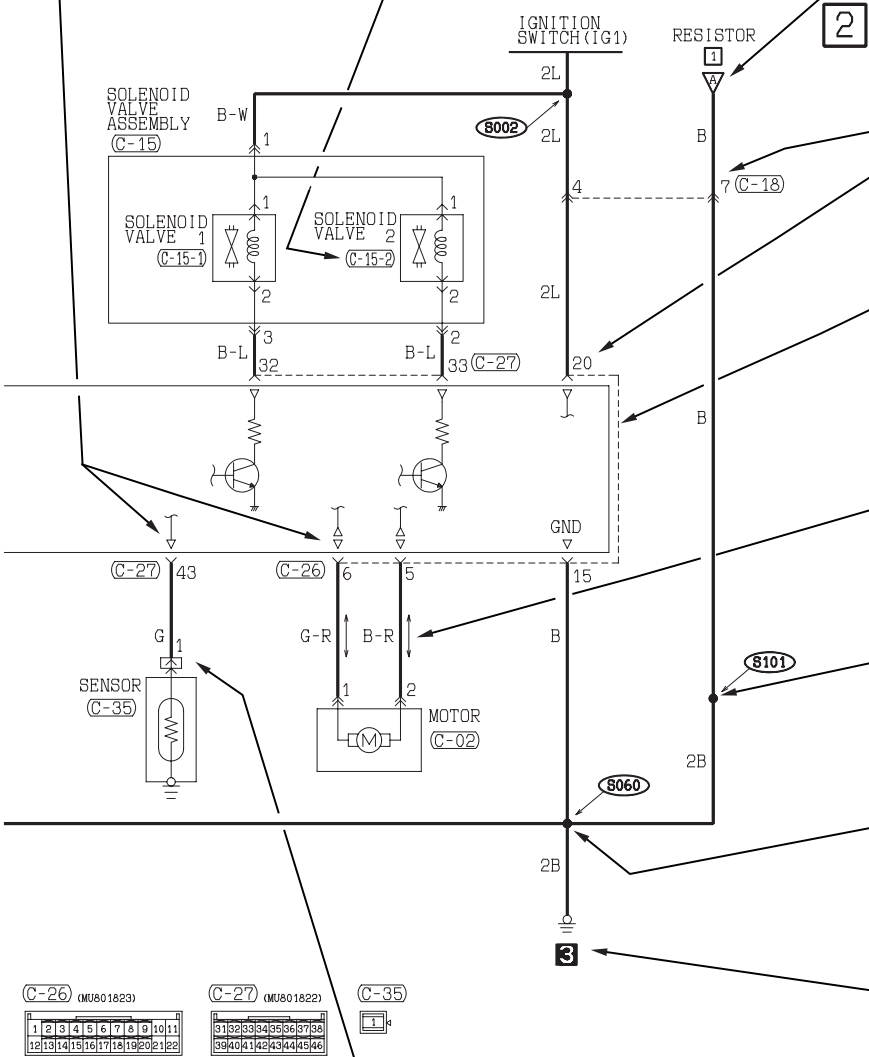 IGNITION
SWITCH(IG1)
RESISTOR
1
A
2
SOLENOID
VALVE
ASSEMBLY
(C-15)
B-W
1
2L
S002
2L
B
4
7 (C-18)
SOLENOID
VALVE 1
(C-15-1)
1
2
SOLENOID
VALVE 2
(C-15-2)
1
2
2L
3
B-L
32
2
B-L
33 (C-27)
20
B
GND
(C-27) 43
(C-26) 6
5
15
G
1
G-R
B-R
B
S101
SENSOR
(C-35)
1
2
M
MOTOR
(C-02)
2B
S060
2B
3
(C-26) (MU801823)
1 2 3 4 5 6 7 8 9 10 11
12 13 14 15 16 17 18 19 20 21 22
(C-27) (MU801822)
31 32 33 34 35 36 37 38
39 40 41 42 43 44 45 46
(C-35)
1